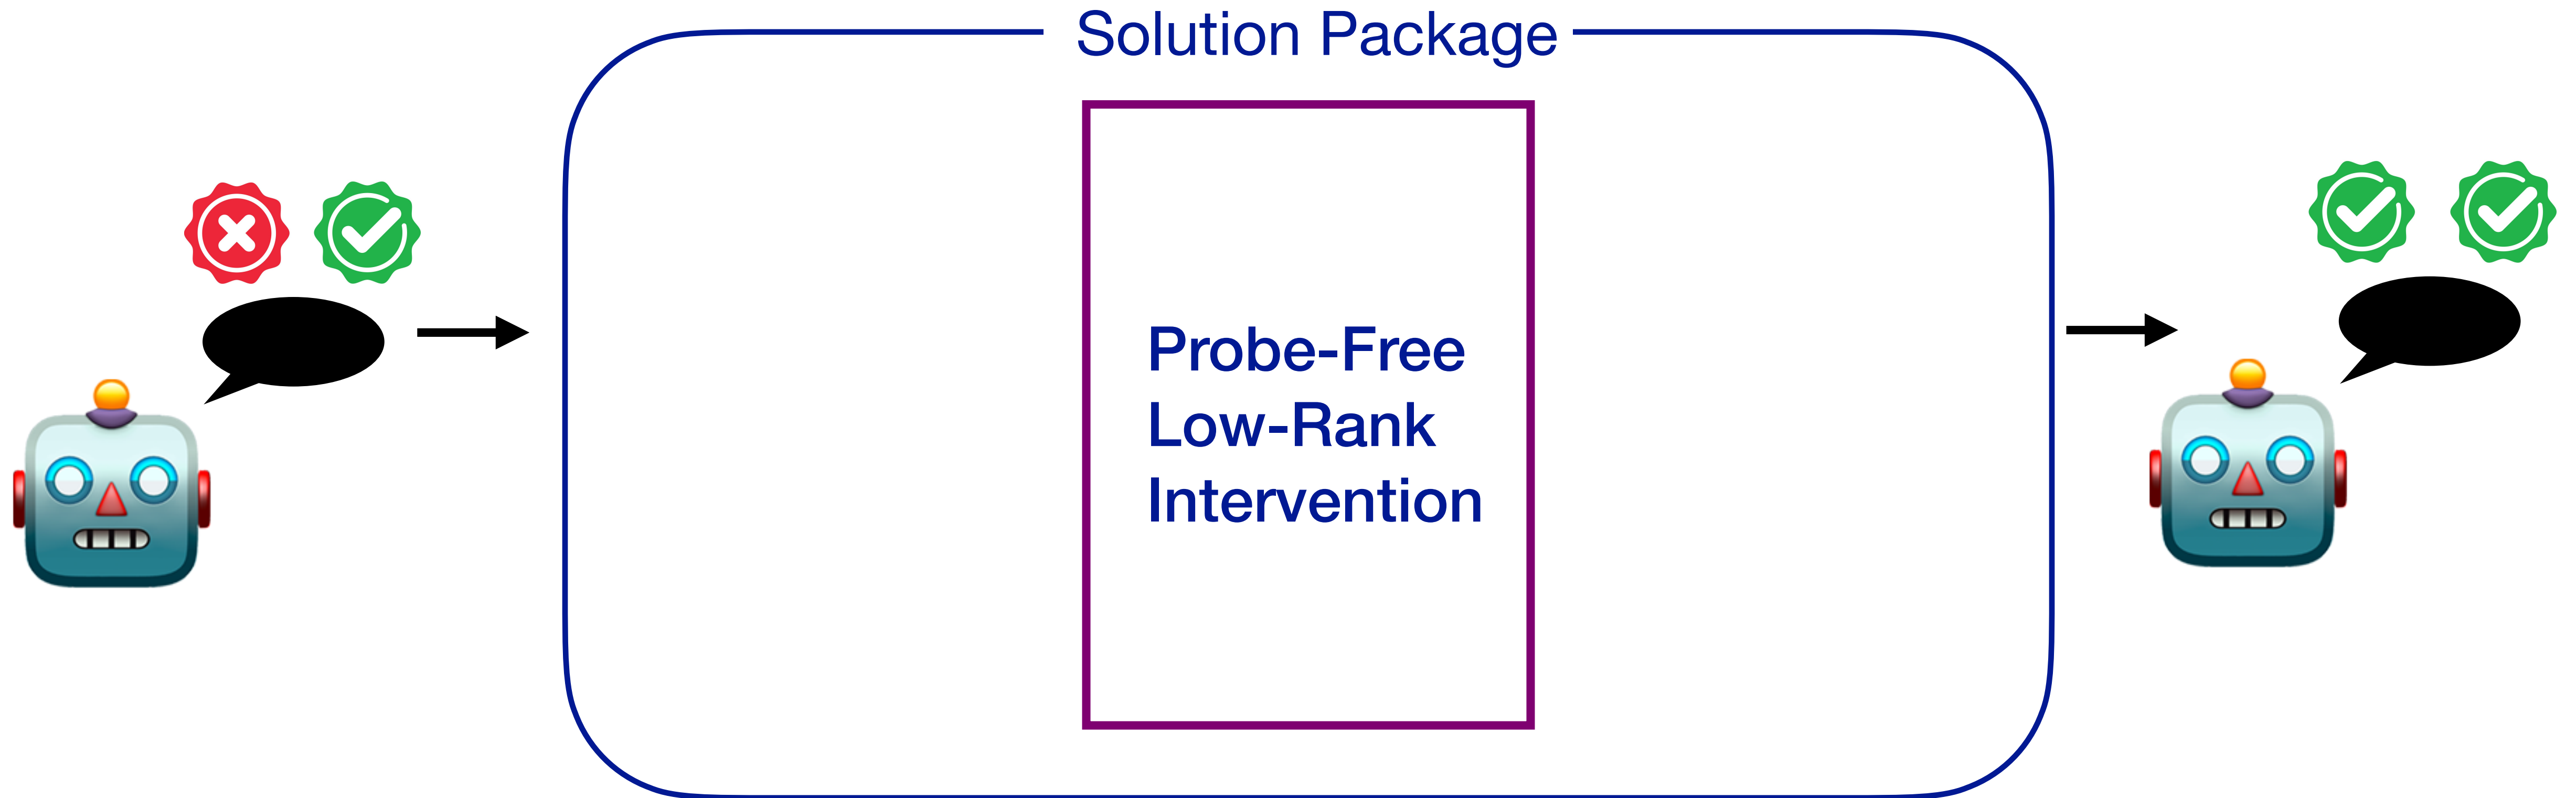 Solution Package
Probe-Free
Low-Rank
Intervention